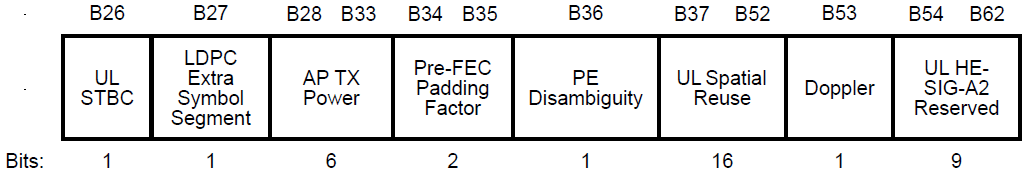 B26 B27 B28 B33 B34 B35 B36 B37 B52 B53 B54 B62
UL
STBC
LDPC
Extra
Symbol
Segment
AP TX
Power
Pre-FEC
Padding
Factor
PE
Disambiguity
UL Spatial
Reuse
Doppler
UL HE-
SIG-A2
Reserved
Bits: 1 1 6 2 1 16 1 9